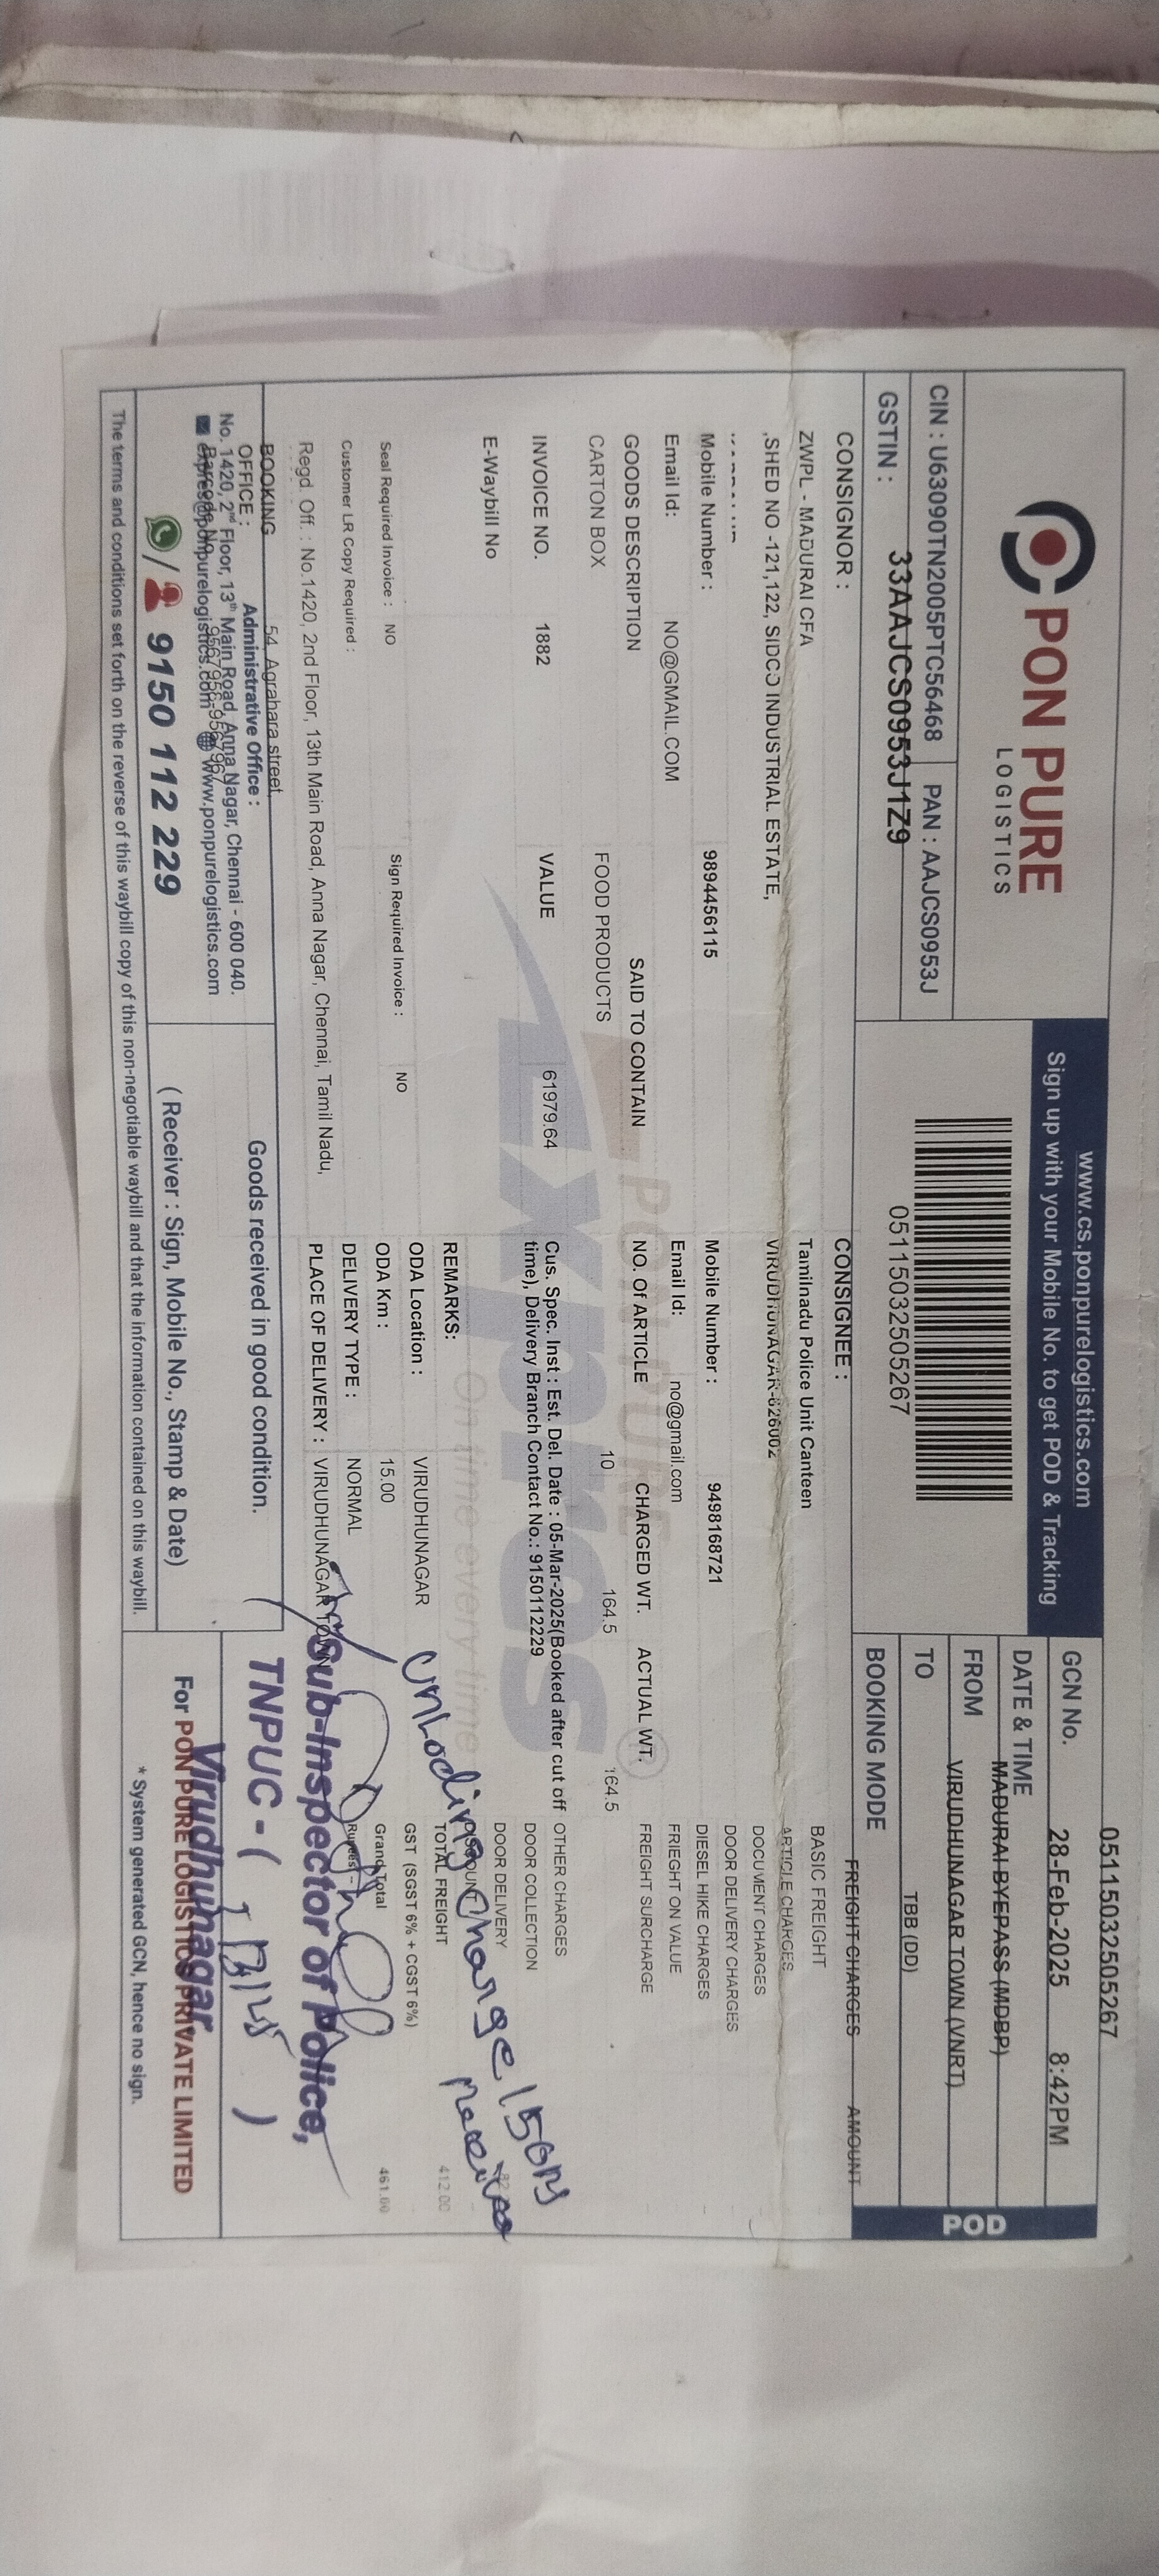 PON PURE
LOGISTICS
CIN : U63090TN2005PTC56468
PAN : AAJCS0953J
GSTIN :
33AAJCS0953J1Z9
www.cs.ponpurelogistics.com
Sign up with your Mobile No. to get POD & Tracking
0511503250526​7
0511503250526​7
GCN No.
28-Feb-2025 8:42PM
DATE & TIME
MADURAI BYEPASS (MDBP)
FROM
VIRUDHUNAGAR TOWN (VNRT)
TO
TBB (DD)
BOOKING MODE
POD
CONSIGNOR :
ZWPL - MADURAI CFA
,SHED NO -121,122, SIDCO INDUSTRIAL ESTATE,
Mobile Number : 9894456115
Email Id: NO@GMAIL.COM
CONSIGNEE :
Tamilnadu Police Unit Canteen
VIRUDHUNAGAR-626002
Mobile Number : 9498168721
Email Id: no@gmail.com
FREIGHT CHARGES AMOUNT
BASIC FREIGHT
ARTICLE CHARGES
DOCUMENT CHARGES
DOOR DELIVERY CHARGES
DIESEL HIKE CHARGES
FRIEGHT ON VALUE
FREIGHT SURCHARGE
OTHER CHARGES
DOOR COLLECTION
DOOR DELIVERY
TOTAL FREIGHT 412.00
GST (SGST 6% + CGST 6%)
Grand Total 461.60
GOODS DESCRIPTION SAID TO CONTAIN NO. Of ARTICLE CHARGED WT. ACTUAL WT.
CARTON BOX FOOD PRODUCTS 10 164.5 164.5
INVOICE NO. 1882 VALUE 61979.64
Cus. Spec. Inst : Est. Del. Date : 05-Mar-2025(Booked after cut off
time), Delivery Branch Contact No.: 9150112229
E-Waybill No
REMARKS:
PON PURE
Xpres
On time every time
ODA Location : VIRUDHUNAGAR
Seal Required Invoice : NO Sign Required Invoice : NO
ODA Km : 15.00
Customer LR Copy Required :
DELIVERY TYPE : NORMAL
Regd. Off. : No.1420, 2nd Floor, 13th Main Road, Anna Nagar, Chennai, Tamil Nadu,
PLACE OF DELIVERY : VIRUDHUNAGAR TOWN
unloding charge
Sub-Inspector of Police,
TNPUC - ( )
Virudhunagar
BOOKING
OFFICE :
54, Agrahara street,
Administrative Office :
No. 1420, 2nd Floor, 13th Main Road, Anna Nagar, Chennai - 600 040.
express@ponpurelogistics.com www.ponpurelogistics.com
/ 9150 112 229
Goods received in good condition.
( Receiver : Sign, Mobile No., Stamp & Date)
For PON PURE LOGISTICS PRIVATE LIMITED
* System generated GCN, hence no sign.
The terms and conditions set forth on the reverse of this waybill copy of this non-negotiable waybill and that the information contained on this waybill.